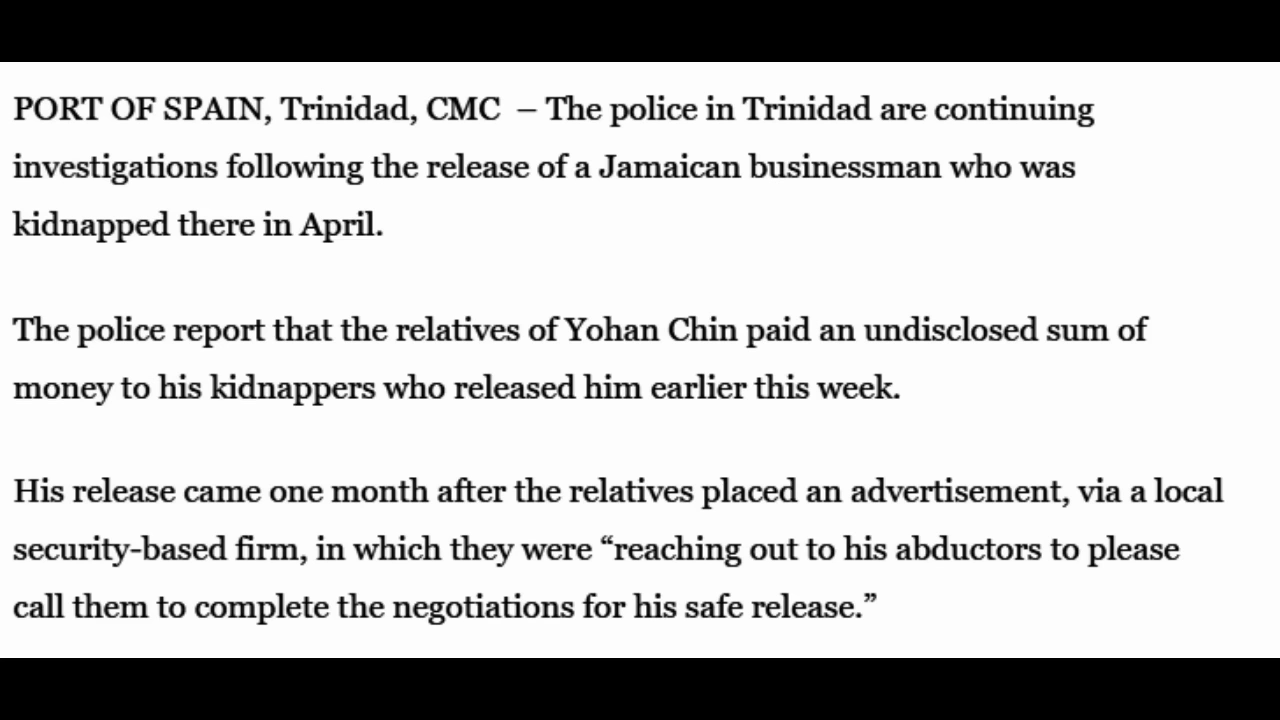 PORT OF SPAIN, Trinidad, CMC – The police in Trinidad are continuing
investigations following the release of a Jamaican businessman who was
kidnapped there in April.
The police report that the relatives of Yohan Chin paid an undisclosed sum of
money to his kidnappers who released him earlier this week.
His release came one month after the relatives placed an advertisement, via a local
security-based firm, in which they were “reaching out to his abductors to please
call them to complete the negotiations for his safe release.”